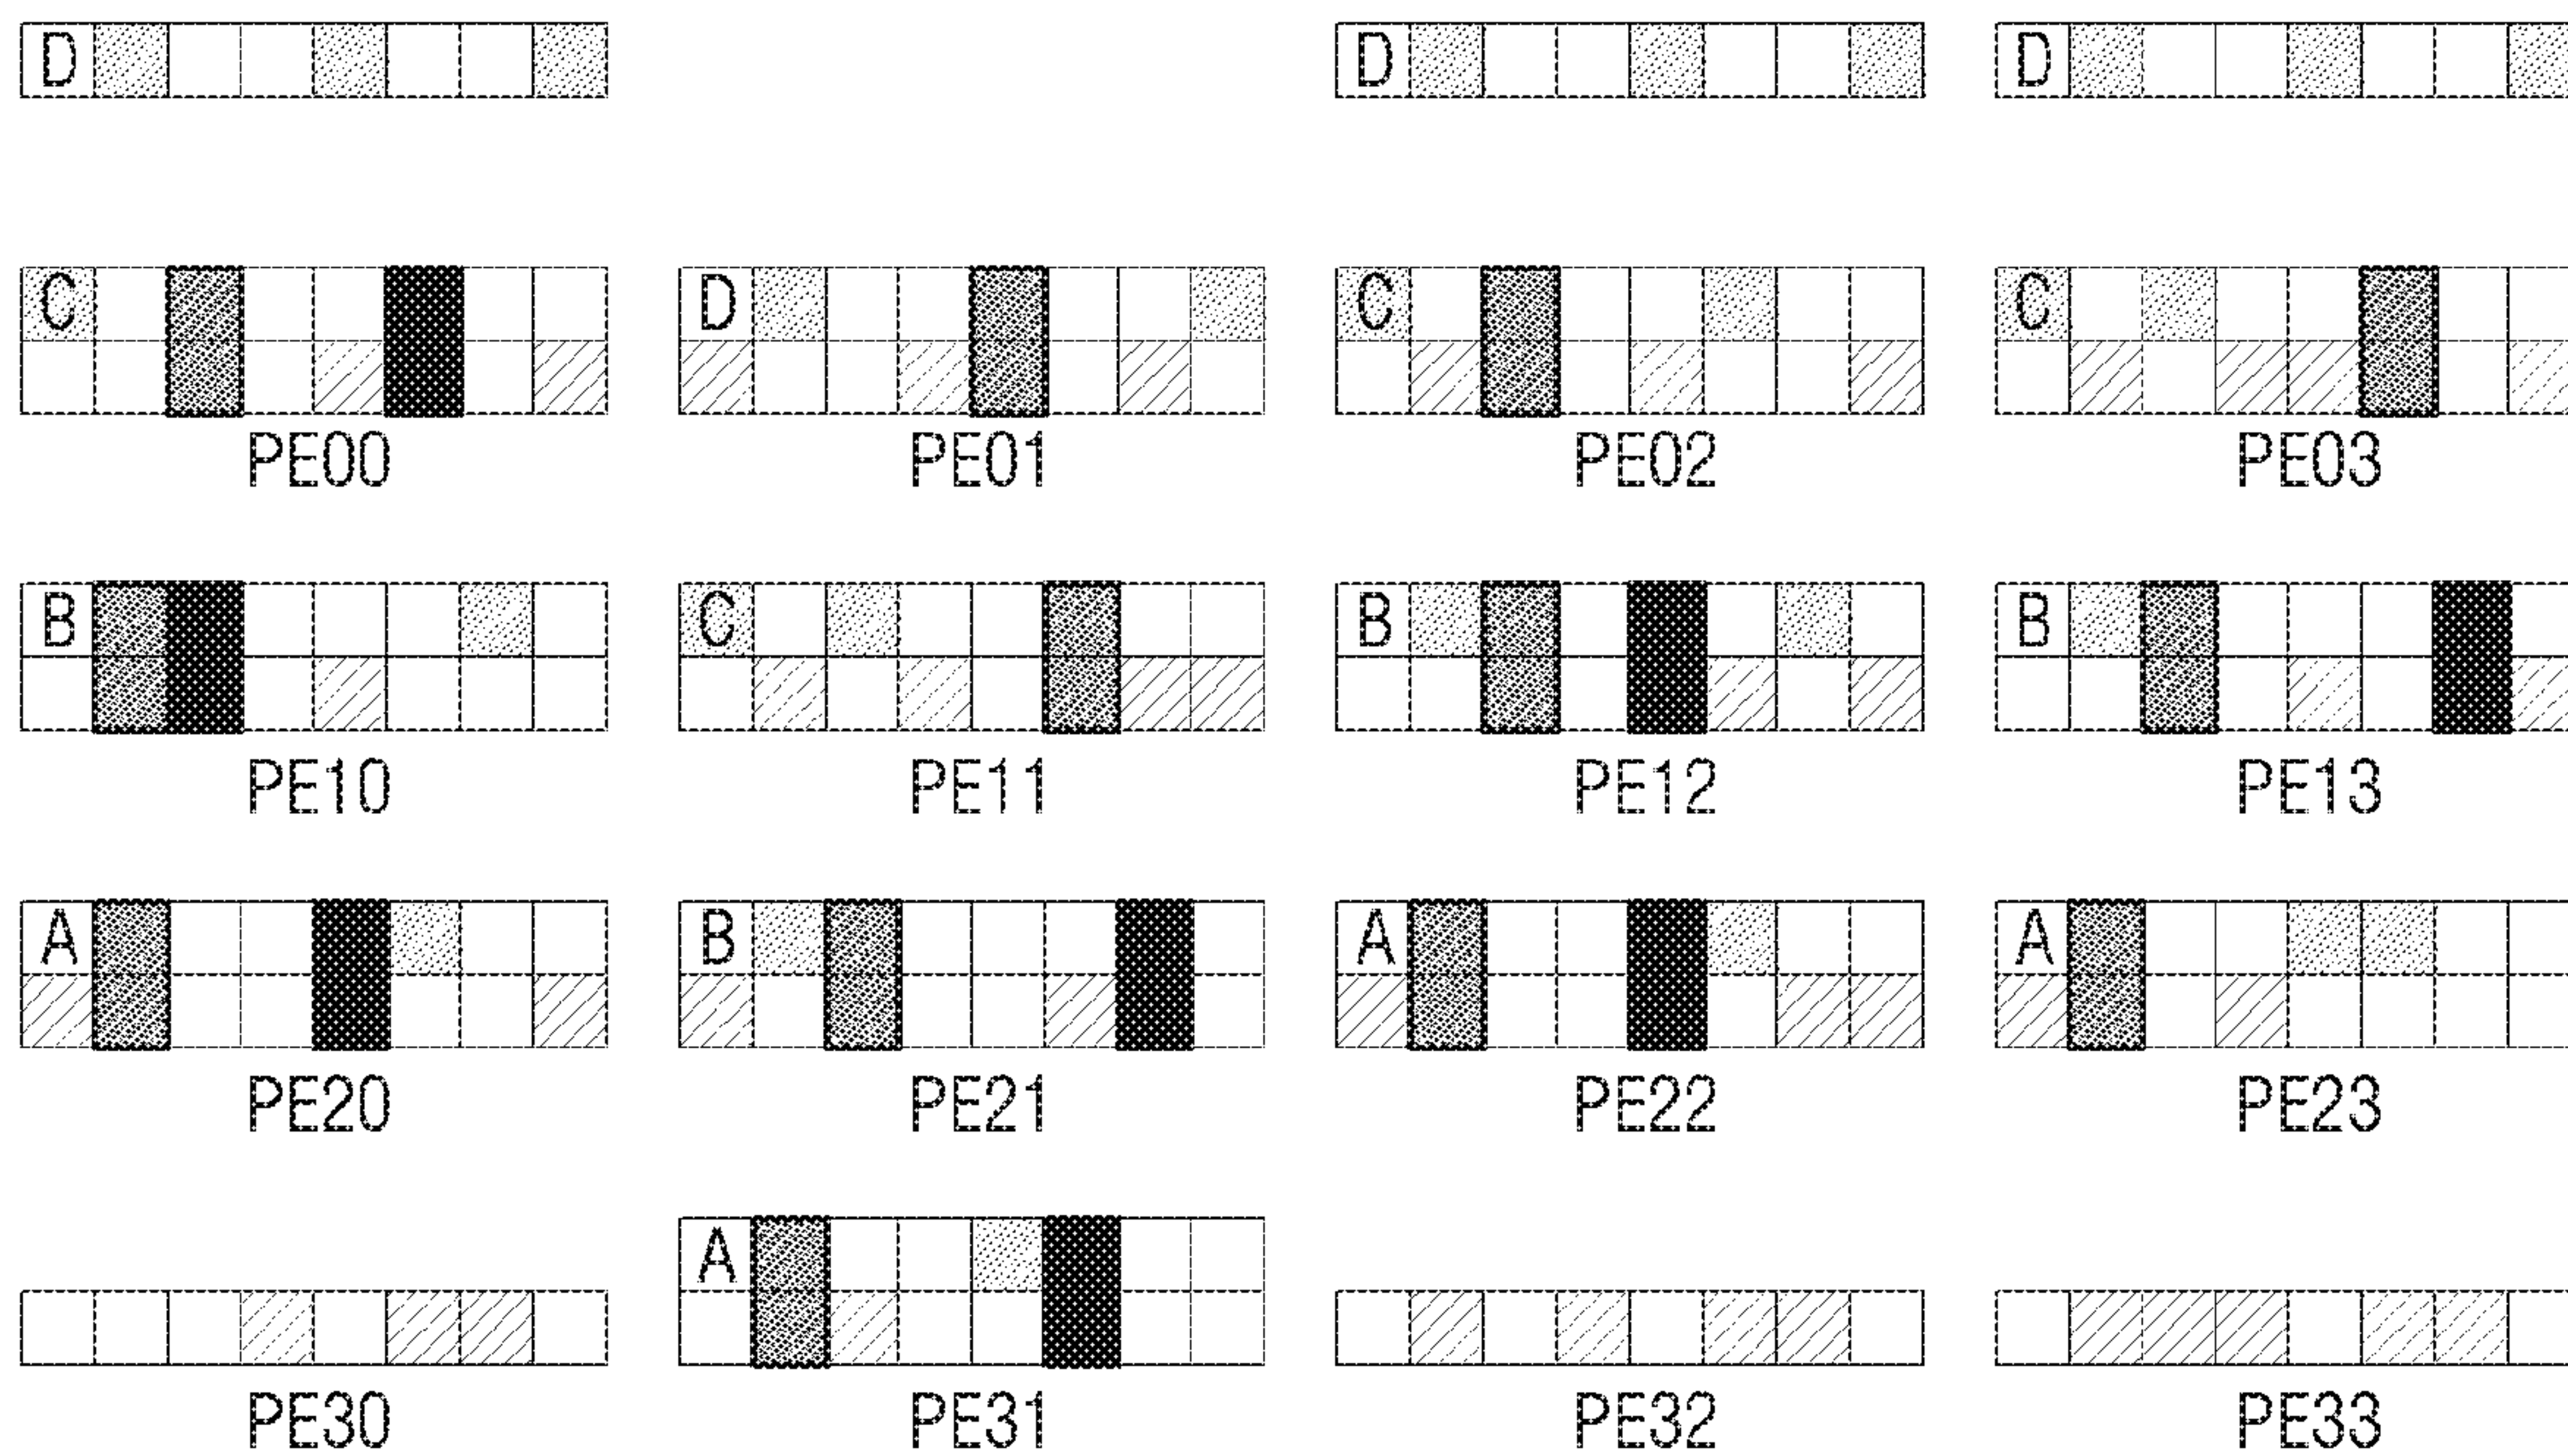 D D D
C D C C
PE00 PE01 PE02 PE03
B C B B
PE10 PE11 PE12 PE13
A B A A
PE20 PE21 PE22 PE23
A
PE30 PE31 PE32 PE33